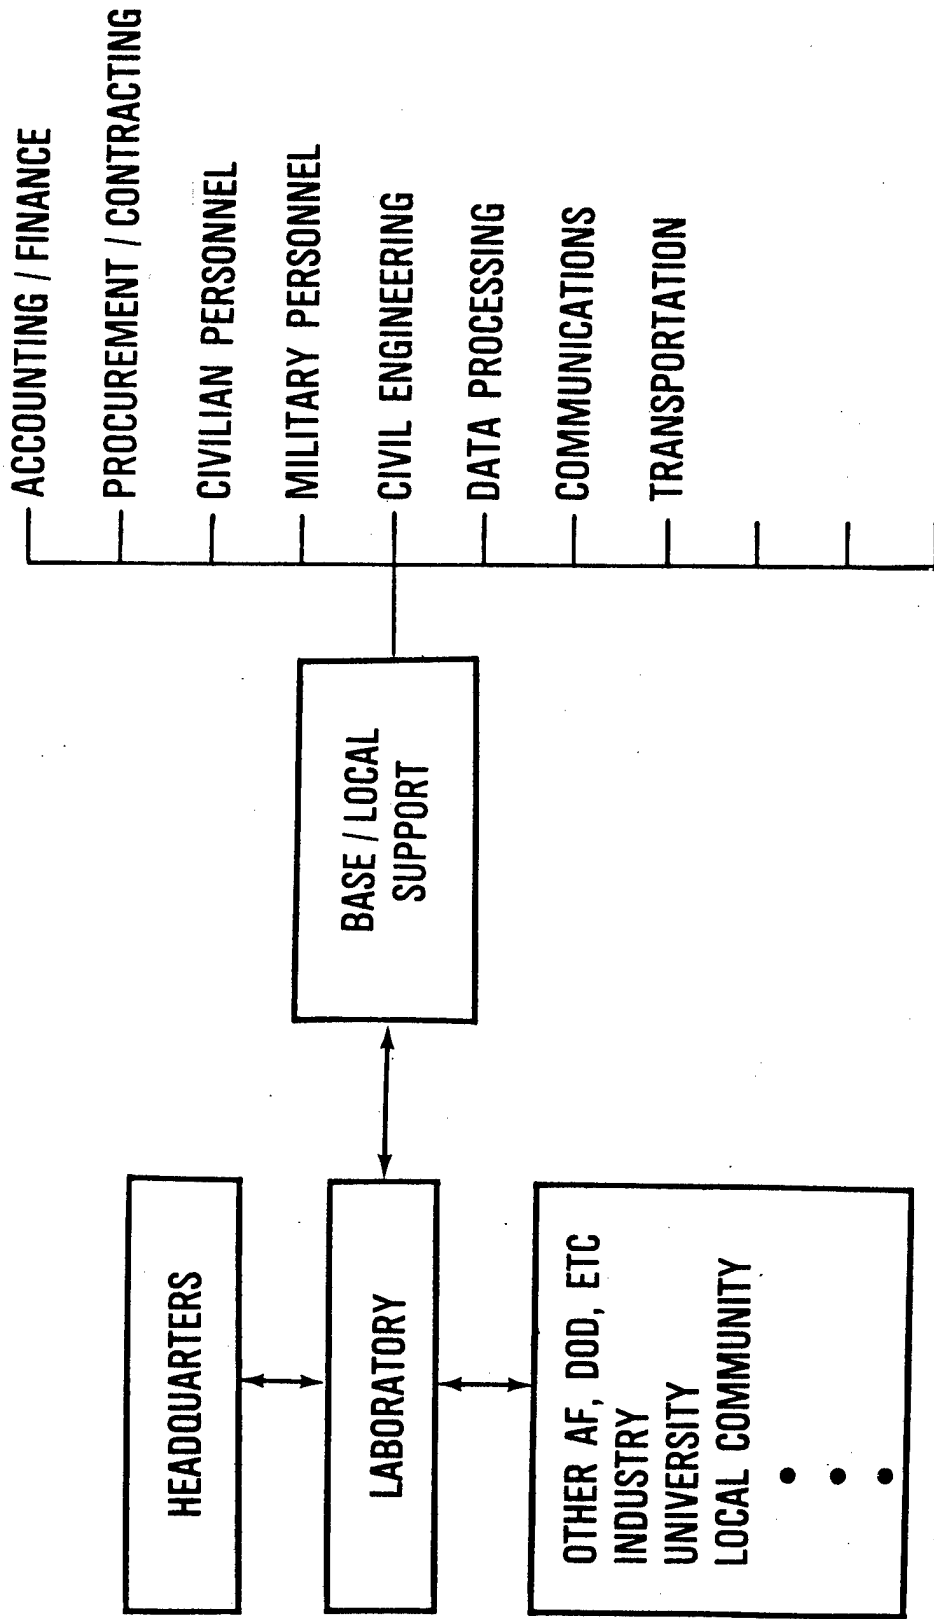 HEADQUARTERS
LABORATORY
OTHER AF, DOD, ETC
INDUSTRY
UNIVERSITY
LOCAL COMMUNITY
BASE / LOCAL
SUPPORT
ACCOUNTING / FINANCE
PROCUREMENT / CONTRACTING
CIVILIAN PERSONNEL
MILITARY PERSONNEL
CIVIL ENGINEERING
DATA PROCESSING
COMMUNICATIONS
TRANSPORTATION